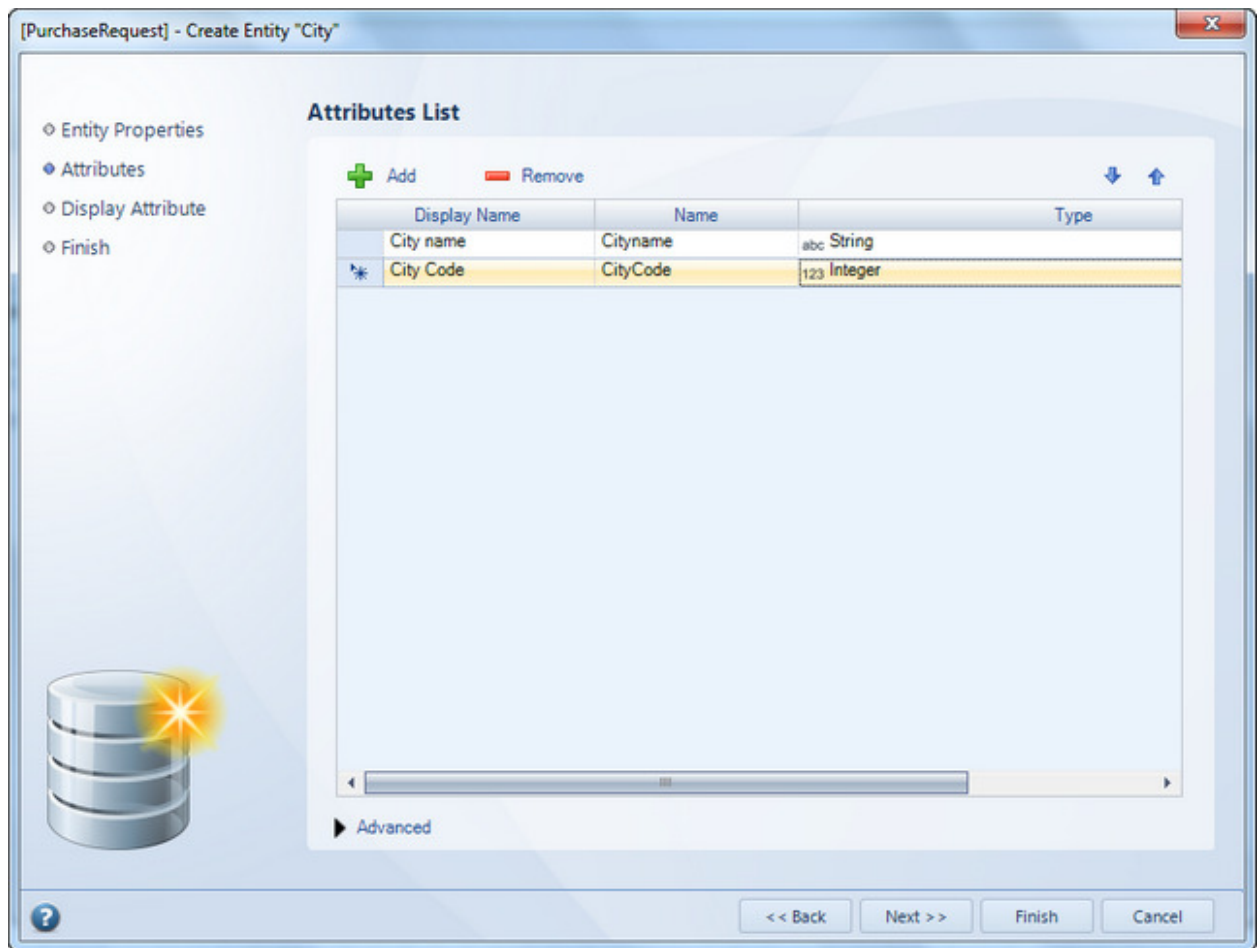 [PurchaseRequest] - Create Entity "City"
x
Attributes List
Entity Properties
Attributes
Display Attribute
Finish
Add Remove
Display Name Name Type
City name Cityname abc String
City Code CityCode 123 Integer
Advanced
? << Back Next >> Finish Cancel